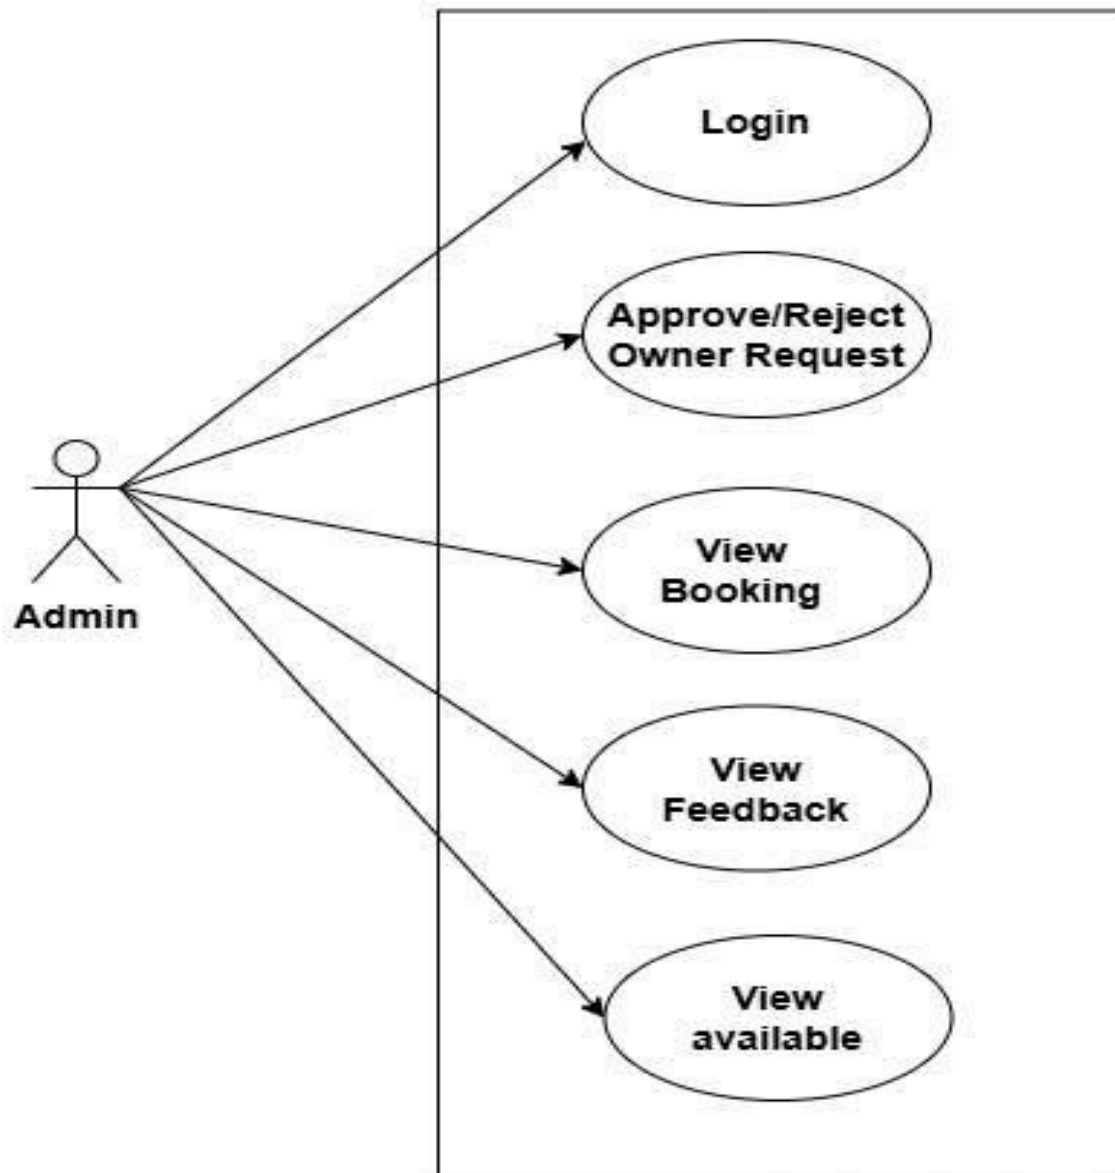 Login
Approve/Reject
Owner Request
View
Booking
Admin
View
Feedback
View
available